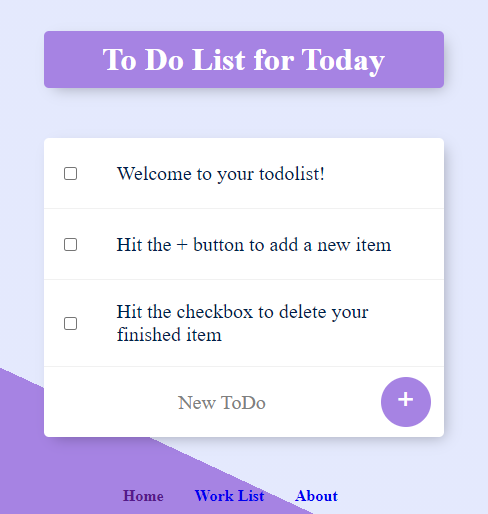 To Do List for Today
Welcome to your todolist!
Hit the + button to add a new item
Hit the checkbox to delete your
finished item
New ToDo +
Home Work List About